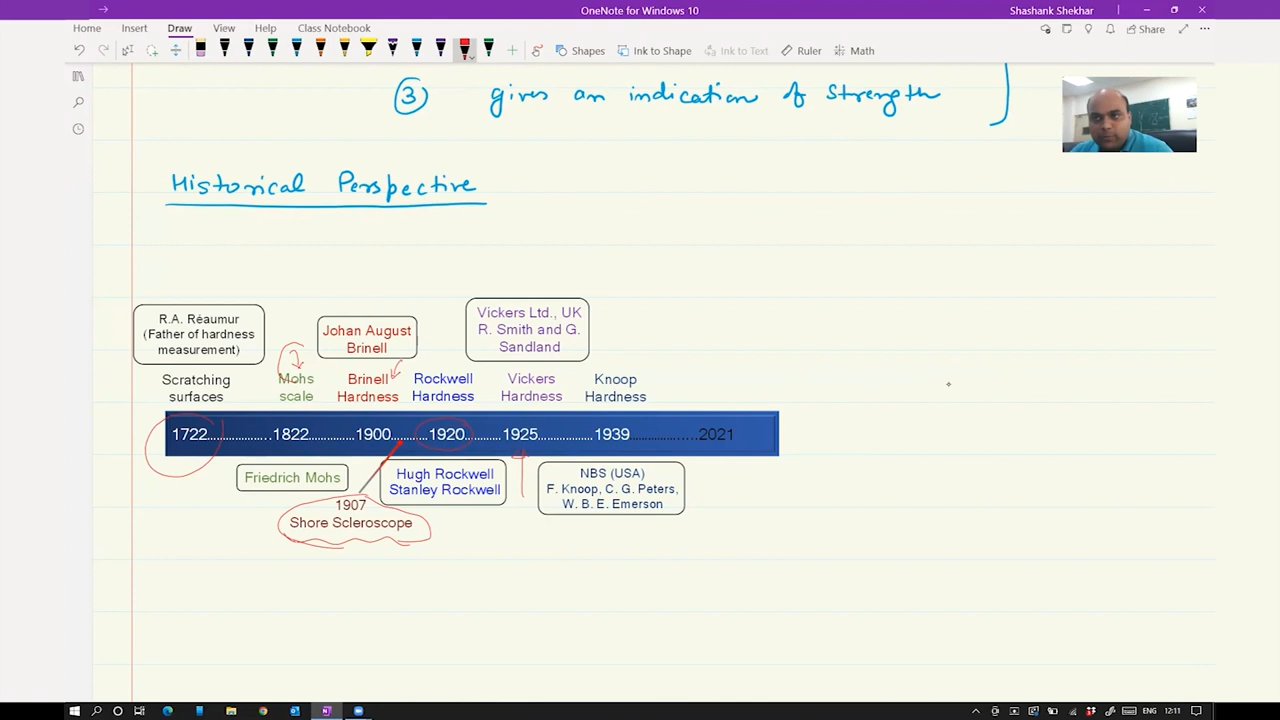 OneNote for Windows 10
Shashank Shekhar
Home Insert Draw View Help Class Notebook
Share
Shapes Ink to Shape Ink to Text Ruler Math
3 gives an indication of Strength
Historical Perspective
R.A. Réaumur
(Father of hardness
measurement)
Johan August
Brinell
Vickers Ltd., UK
R. Smith and G.
Sandland
Scratching
surfaces
Mohs
scale
Brinell
Hardness
Rockwell
Hardness
Vickers
Hardness
Knoop
Hardness
1722....................1822.............1900...........1920...........1925.................1939.....................2021
Friedrich Mohs
Hugh Rockwell
Stanley Rockwell
NBS (USA)
F. Knoop, C. G. Peters,
W. B. E. Emerson
1907
Shore Scleroscope
ENG 12:11